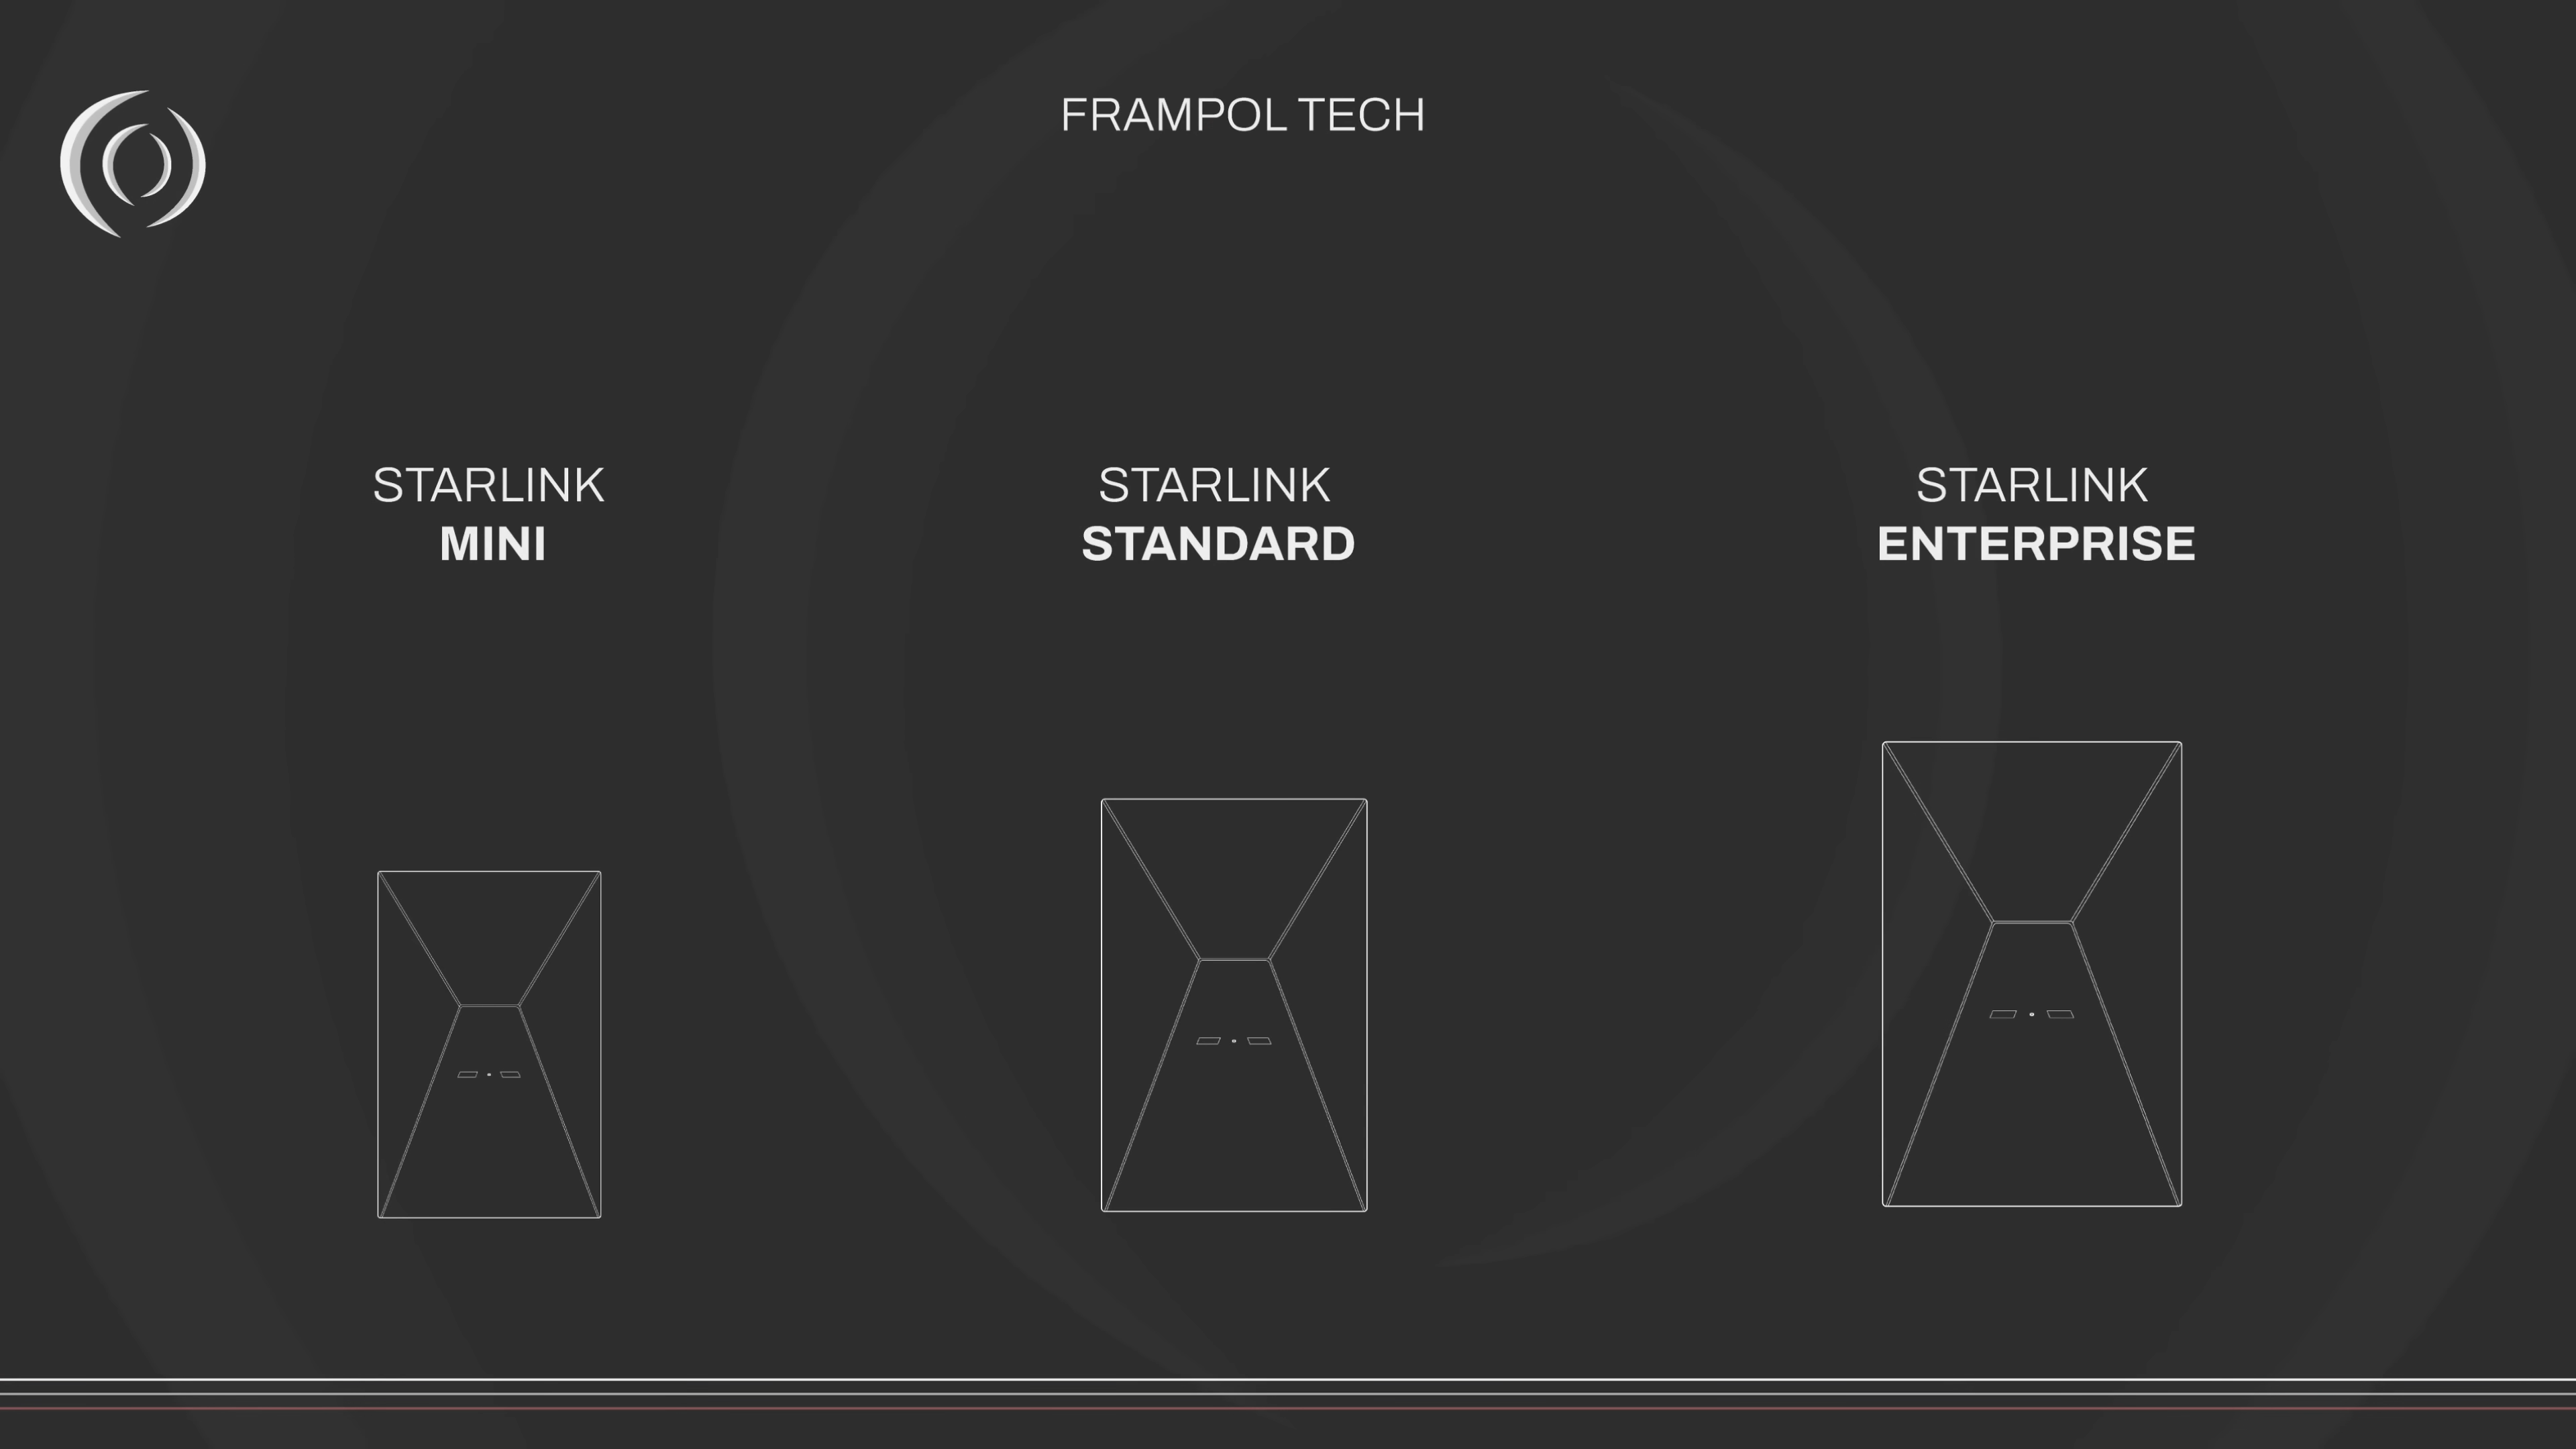 FRAMPOL TECH
STARLINK
MINI
STARLINK
STANDARD
STARLINK
ENTERPRISE